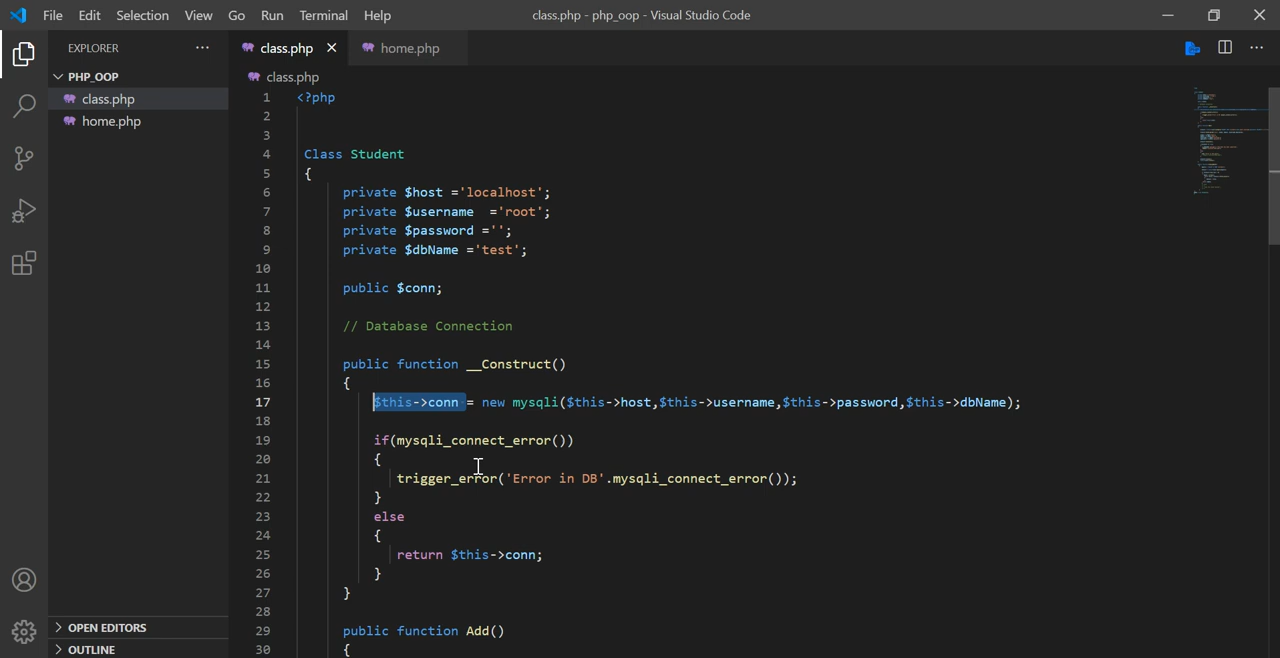 File Edit Selection View Go Run Terminal Help class.php - php_oop - Visual Studio Code
EXPLORER
PHP_OOP
class.php
home.php
OPEN EDITORS
OUTLINE
class.php home.php
class.php
1 <?php
2
3
4 Class Student
5 {
6 private $host ='localhost';
7 private $username ='root';
8 private $password ='';
9 private $dbName ='test';
10
11 public $conn;
12
13 // Database Connection
14
15 public function __Construct()
16 {
17 $this->conn = new mysqli($this->host,$this->username,$this->password,$this->dbName);
18
19 if(mysqli_connect_error())
20 {
21 trigger_error('Error in DB'.mysqli_connect_error());
22 }
23 else
24 {
25 return $this->conn;
26 }
27 }
28
29 public function Add()
30 {